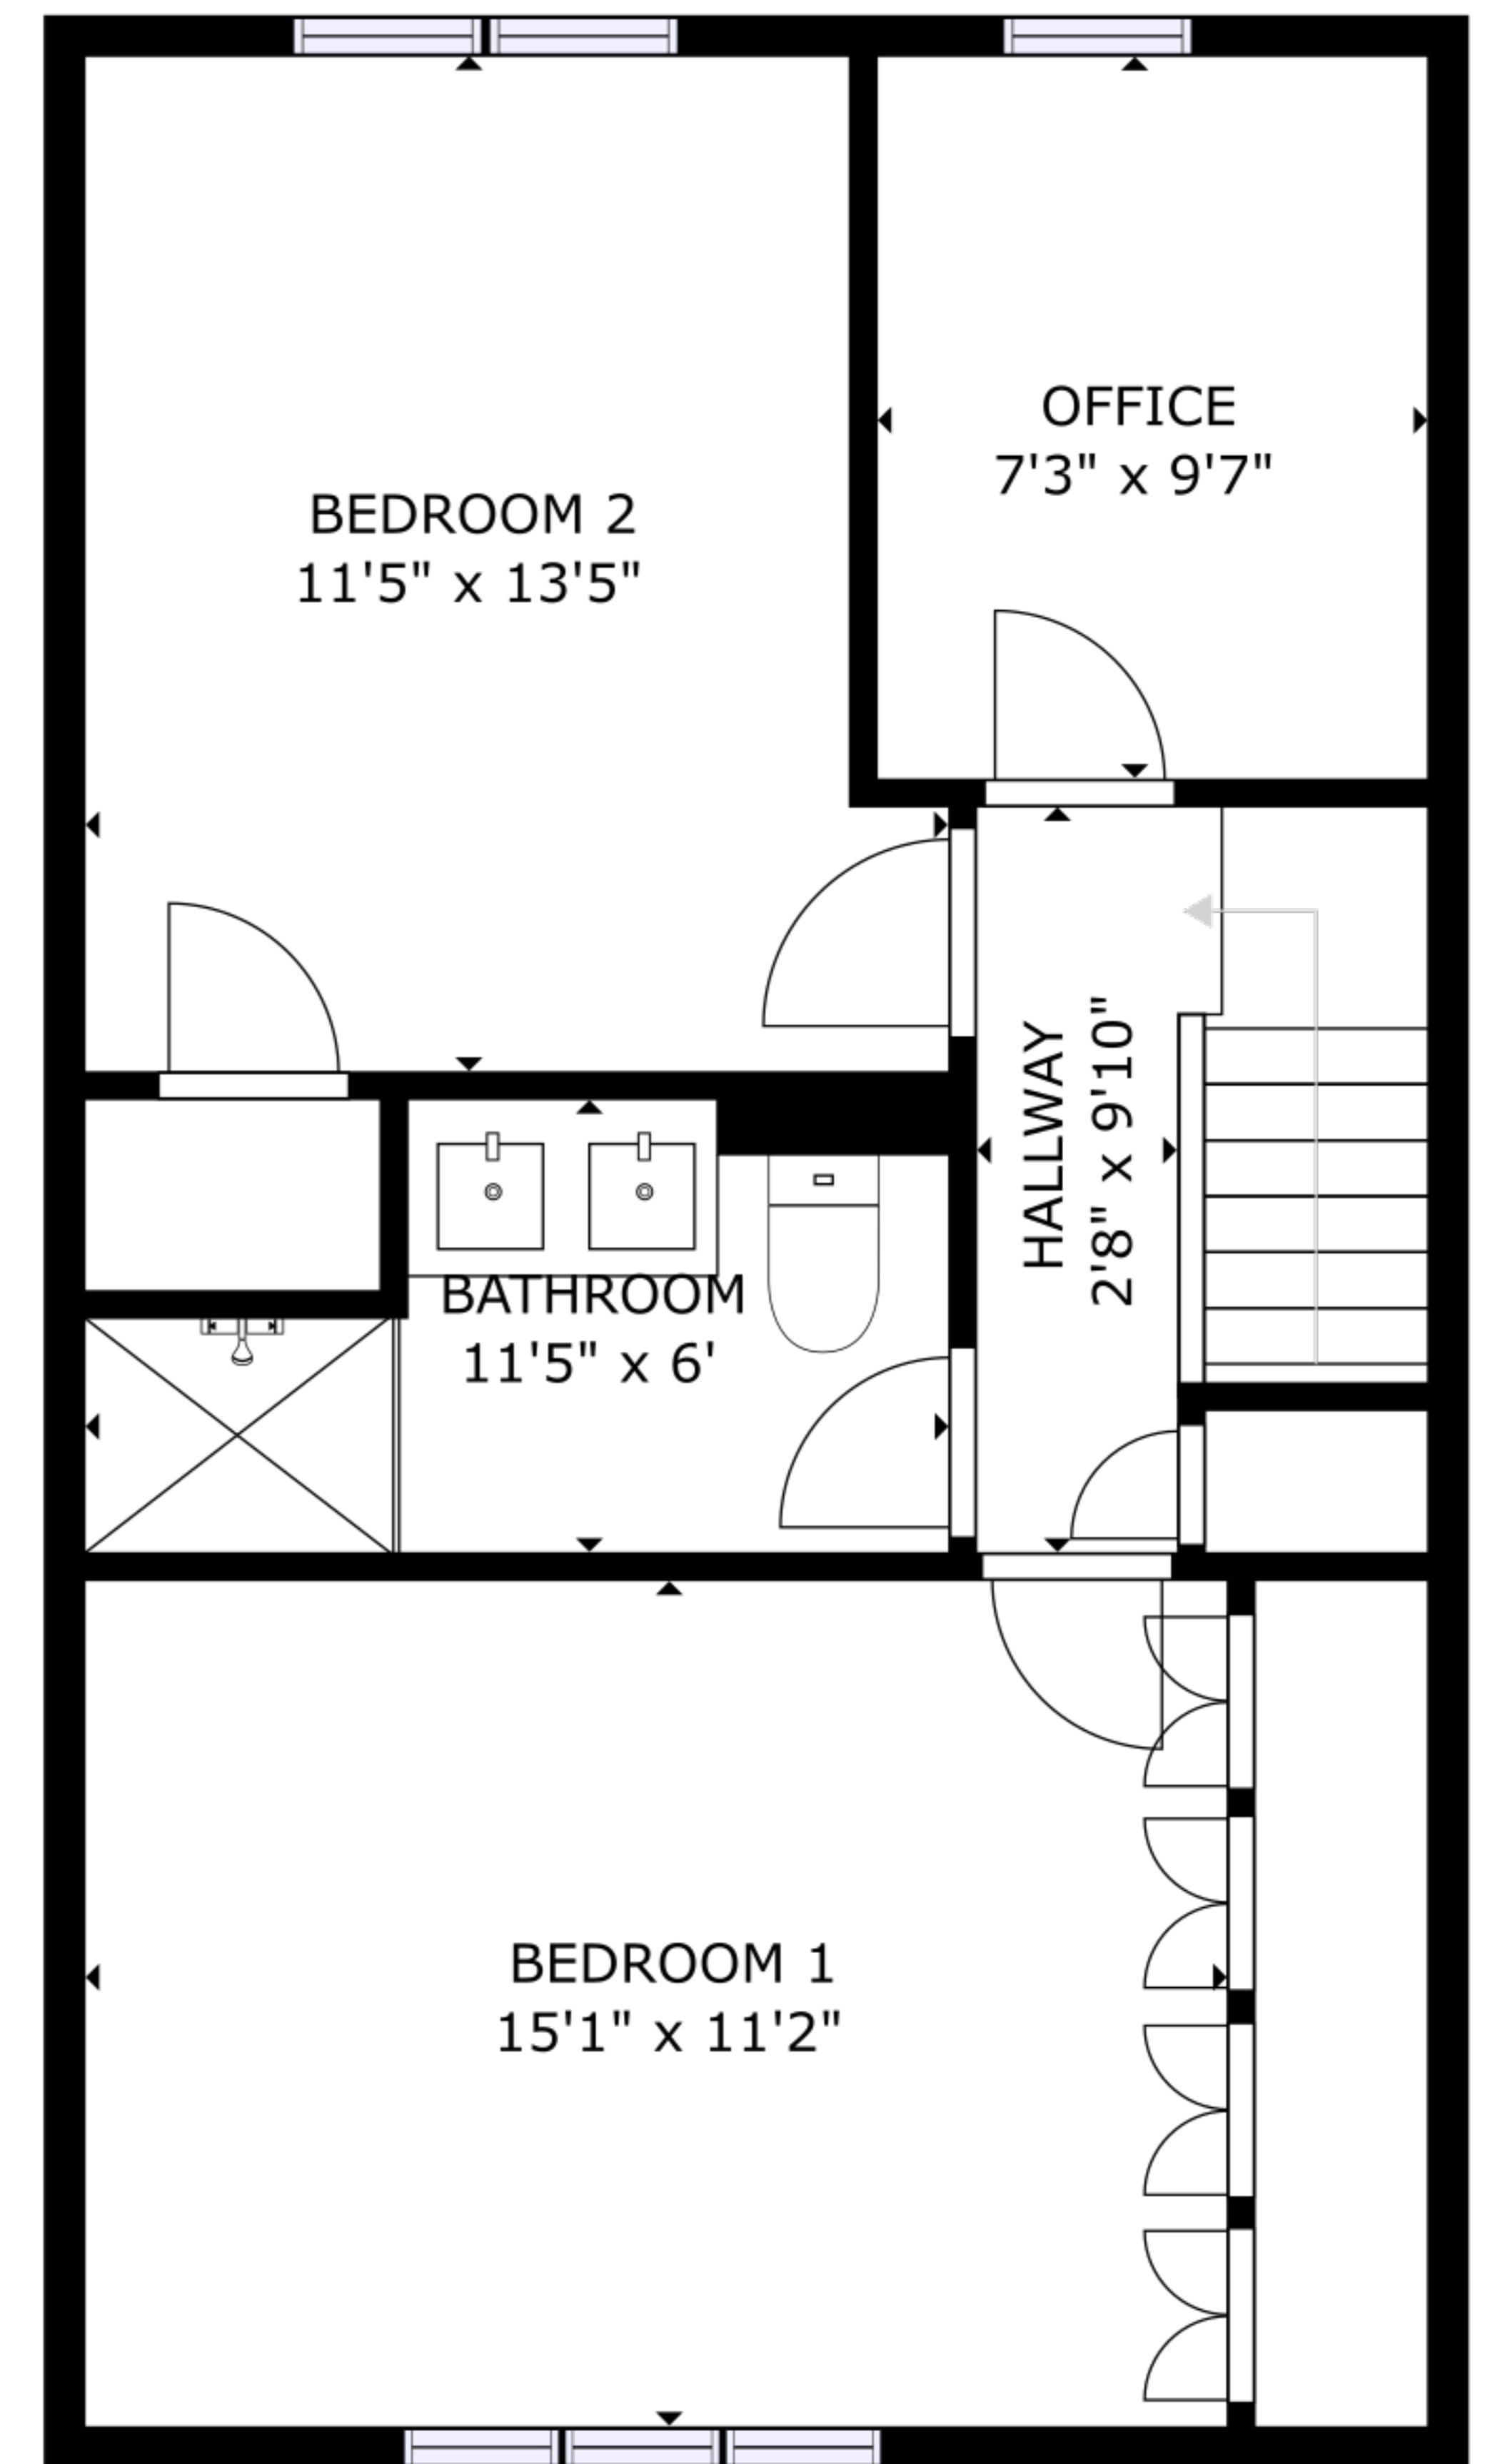 OFFICE
7'3" x 9'7"
BEDROOM 2
11'5" x 13'5"
HALLWAY
2'8" x 9'10"
BATHROOM
11'5" x 6'
BEDROOM 1
15'1" x 11'2"